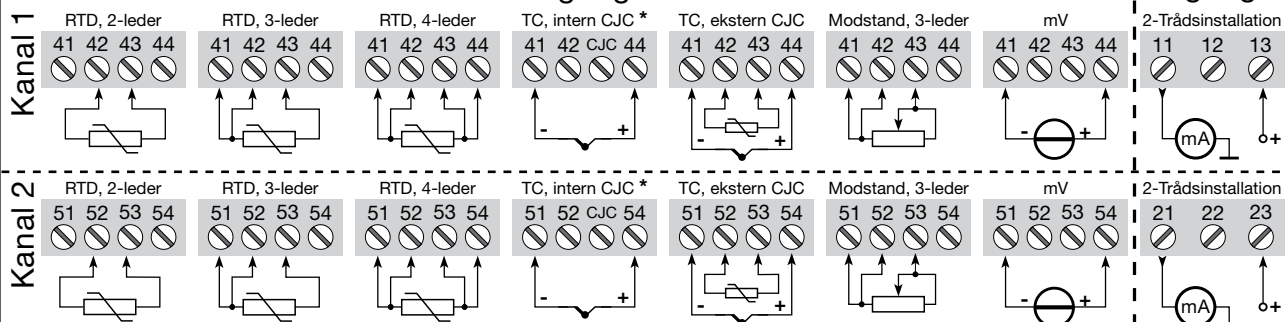 Kanal 1
RTD, 2-leder RTD, 3-leder RTD, 4-leder TC, intern CJC * TC, ekstern CJC Modstand, 3-leder mV 2-Trådsinstallation
41 42 43 44 41 42 43 44 41 42 43 44 41 42 CJC 44 41 42 43 44 41 42 43 44 41 42 43 44 11 12 13
- + - + - + mA +
Kanal 2
RTD, 2-leder RTD, 3-leder RTD, 4-leder TC, intern CJC * TC, ekstern CJC Modstand, 3-leder mV 2-Trådsinstallation
51 52 53 54 51 52 53 54 51 52 53 54 51 52 CJC 54 51 52 53 54 51 52 53 54 51 52 53 54 21 22 23
- + - + - + mA +